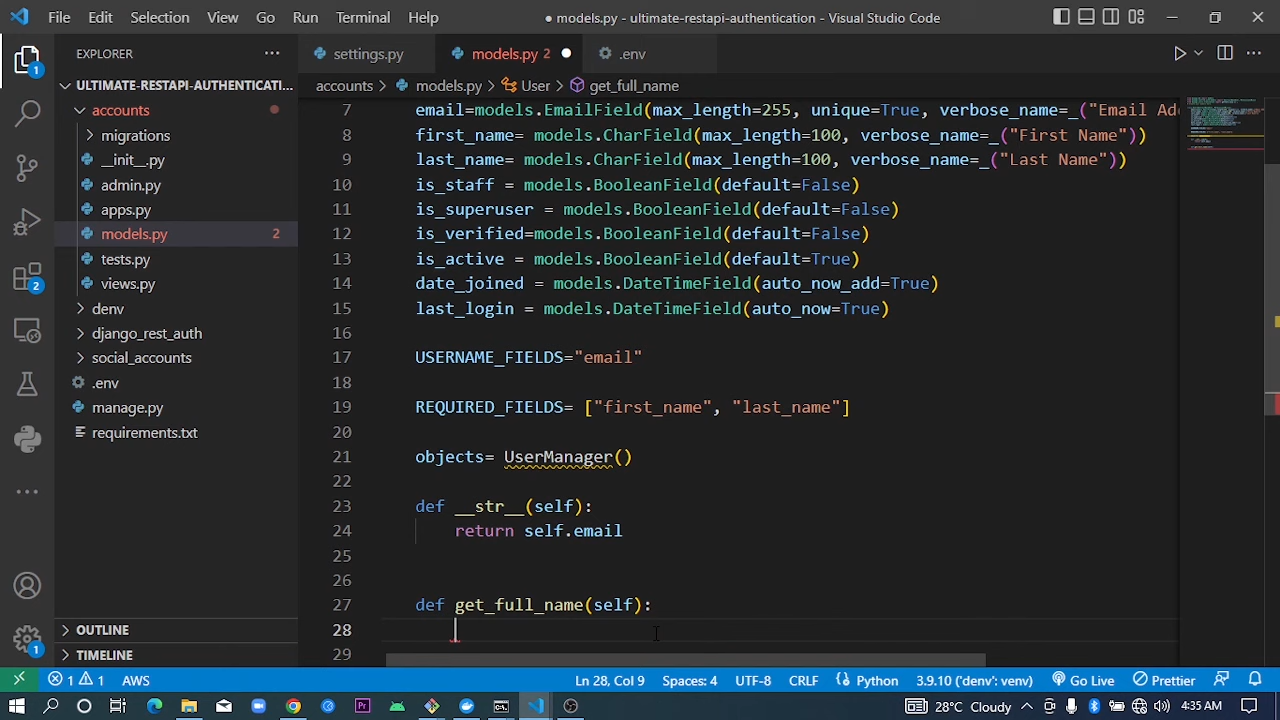 File Edit Selection View Go Run Terminal Help
● models.py - ultimate-restapi-authentication - Visual Studio Code
EXPLORER
settings.py
models.py 2
.env
ULTIMATE-RESTAPI-AUTHENTICATI...
accounts > models.py > User > get_full_name
accounts
migrations
__init__.py
admin.py
apps.py
models.py 2
tests.py
views.py
denv
django_rest_auth
social_accounts
.env
manage.py
requirements.txt
OUTLINE
TIMELINE
1
2
7 email=models.EmailField(max_length=255, unique=True, verbose_name=_("Email Ad
8 first_name= models.CharField(max_length=100, verbose_name=_("First Name"))
9 last_name= models.CharField(max_length=100, verbose_name=_("Last Name"))
10 is_staff = models.BooleanField(default=False)
11 is_superuser = models.BooleanField(default=False)
12 is_verified=models.BooleanField(default=False)
13 is_active = models.BooleanField(default=True)
14 date_joined = models.DateTimeField(auto_now_add=True)
15 last_login = models.DateTimeField(auto_now=True)
16
17 USERNAME_FIELDS="email"
18
19 REQUIRED_FIELDS= ["first_name", "last_name"]
20
21 objects= UserManager()
22
23 def __str__(self):
24 return self.email
25
26
27 def get_full_name(self):
28
29
1 1 AWS
Ln 28, Col 9 Spaces: 4 UTF-8 CRLF Python 3.9.10 ('denv': venv) Go Live Prettier
28°C Cloudy 4:35 AM